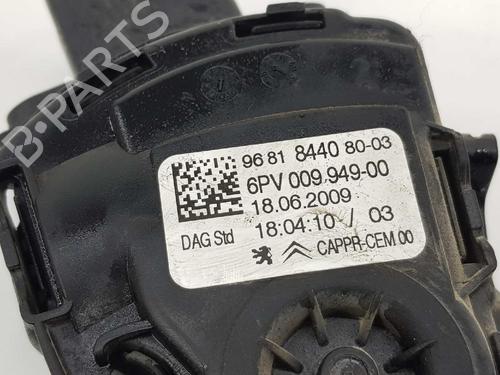 B-PARTS
96 81 8440 80-03
6PV 009 949-00
18.06.2009
18:04:10 / 03
DAG Std
CAPPR-CEM 00